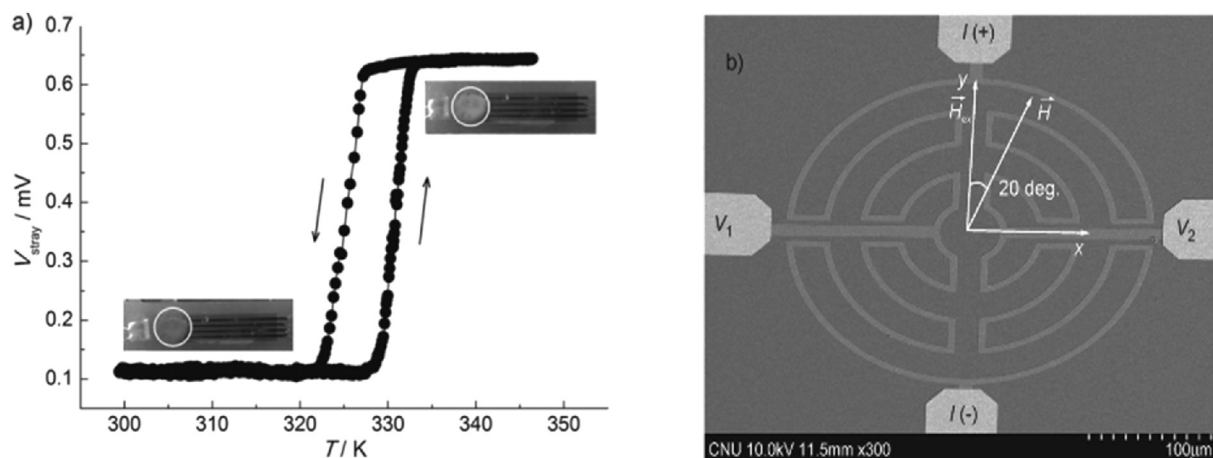 a)
0.7
0.6
0.5
0.4
0.3
0.2
0.1
V_stray / mV
300 310 320 330 340 350
T / K
b)
I (+)
y
H_ex
H
20 deg.
V_1
V_2
x
I (-)
CNU 10.0kV 11.5mm x300 100μm